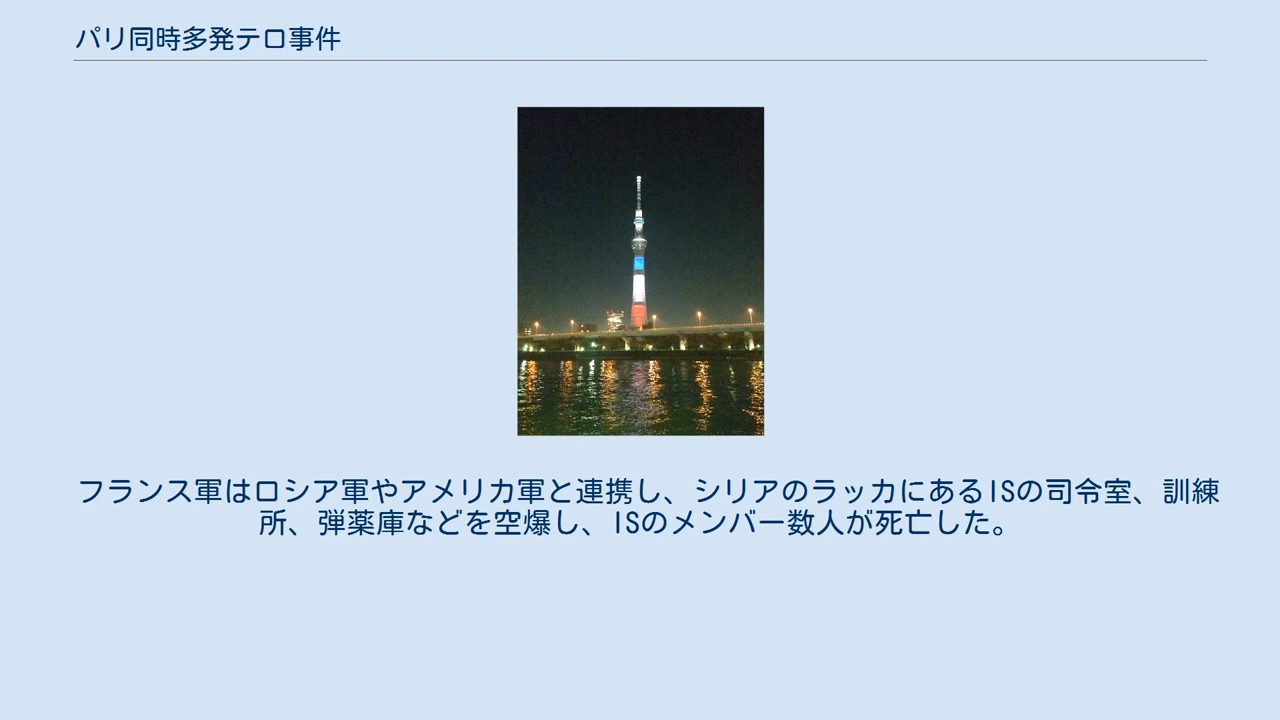 パリ同時多発テロ事件
フランス軍はロシア軍やアメリカ軍と連携し、シリアのラッカにあるISの司令室、訓練
所、弾薬庫などを空爆し、ISのメンバー数人が死亡した。